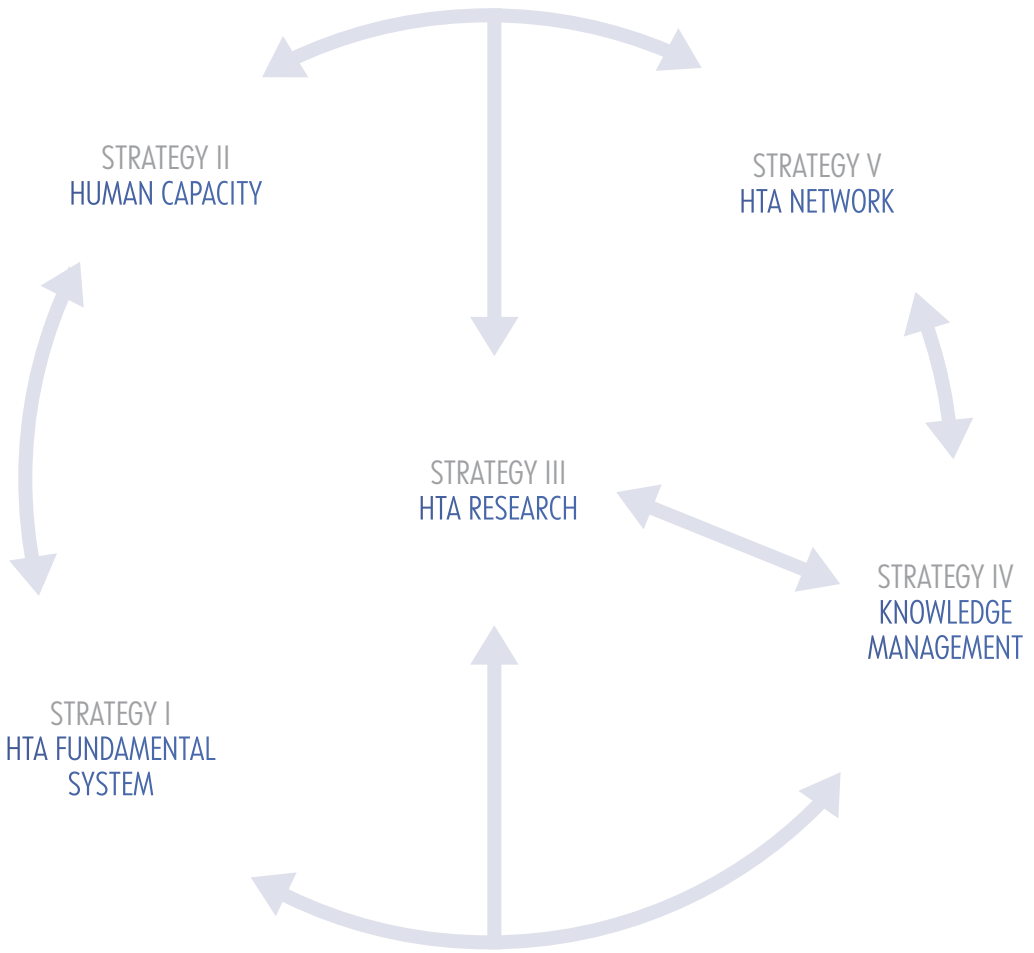 STRATEGY II
HUMAN CAPACITY
STRATEGY V
HTA NETWORK
STRATEGY III
HTA RESEARCH
STRATEGY IV
KNOWLEDGE
MANAGEMENT
STRATEGY I
HTA FUNDAMENTAL
SYSTEM